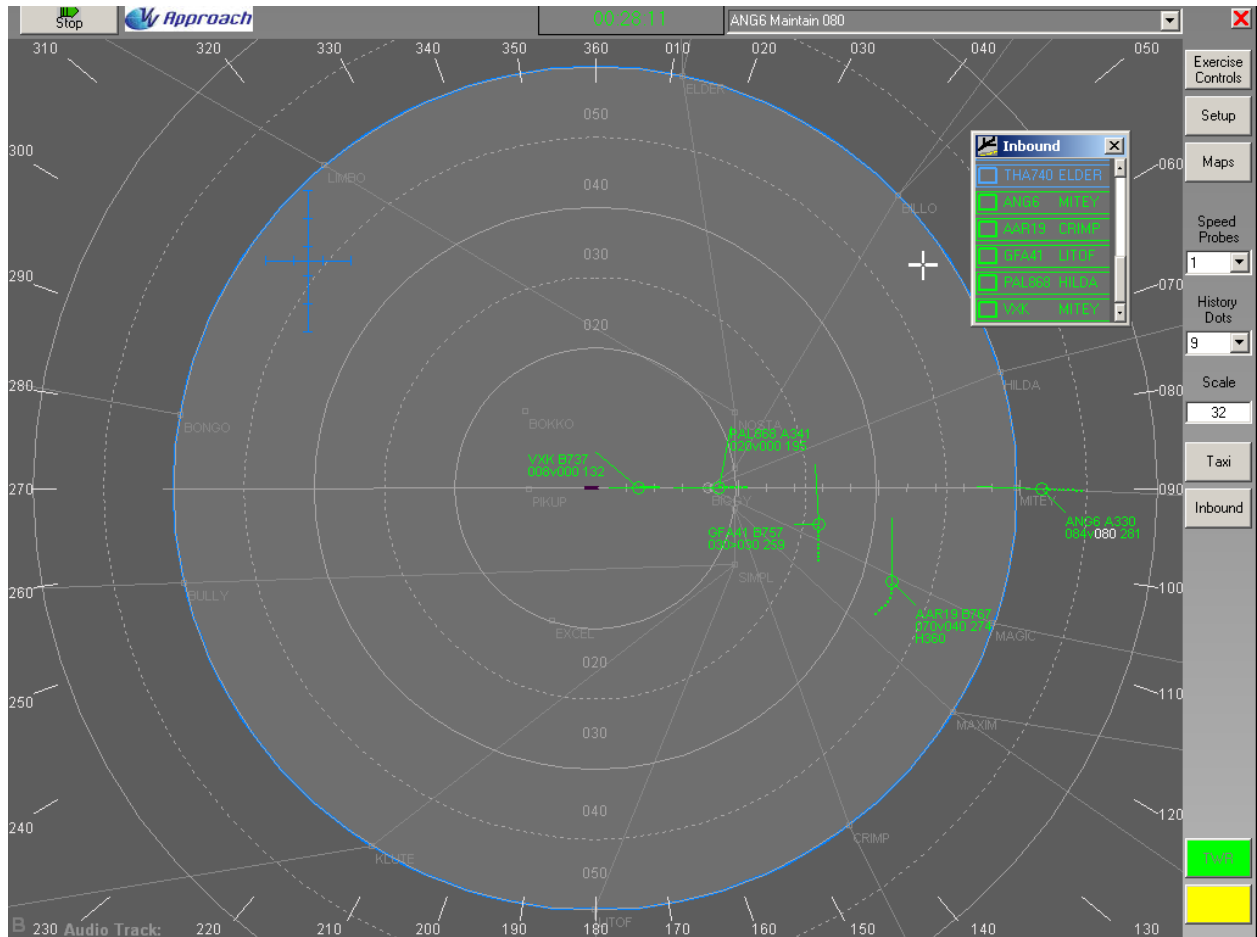 Stop
Approach
00:28:11
ANG6 Maintain 080
310
320
330
340
350
360
010
020
030
040
050
Exercise
Controls
Setup
Maps
Speed
Probes
1
History
Dots
9
Scale
32
Taxi
Inbound
TWR
Inbound
THA740 ELDER
ANG6 MITEY
AAR19 CRIMP
GFA41 LITOF
PAL868 HILDA
VXK MITEY
ELDER
050
300
060
LIMBO
040
BILLO
030
290
070
020
280
HILDA
080
BONGO
BOKKO
NOSTA
PAL868 A341
020v000 195
VXK B737
008v000 132
270
PIKUP
BIGGY
MITEY
090
ANG6 A330
084v080 281
GFA41 B757
030=030 259
SIMPL
260
BULLY
100
AAR19 B767
070v040 274
H360
EXCEL
MAGIC
020
250
110
MAXIM
030
040
240
CRIMP
120
KLUTE
050
LITOF
B
230
Audio Track:
220
210
200
190
180
170
160
150
140
130